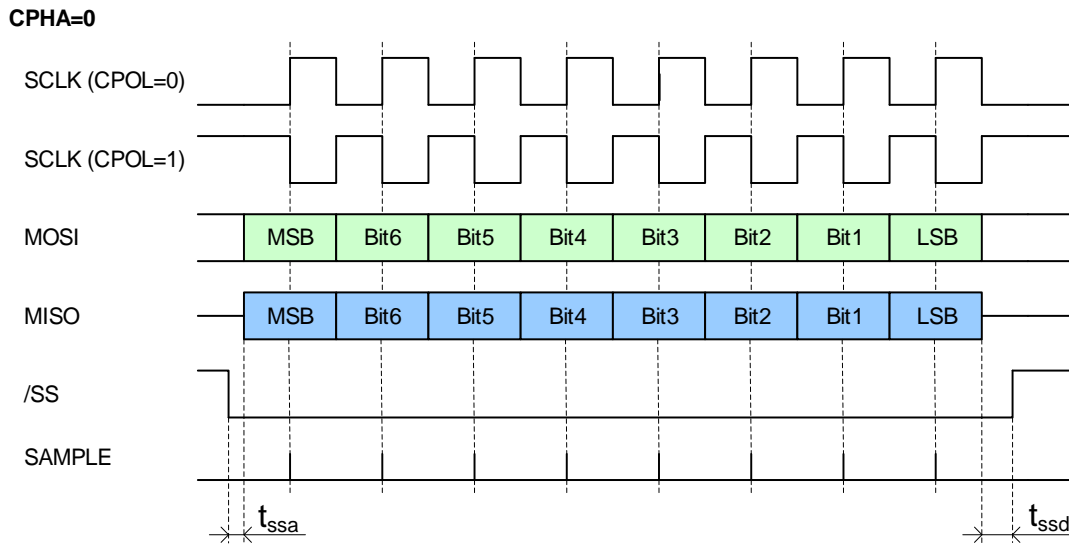 CPHA=0
SCLK (CPOL=0)
SCLK (CPOL=1)
MOSI MSB Bit6 Bit5 Bit4 Bit3 Bit2 Bit1 LSB
MISO MSB Bit6 Bit5 Bit4 Bit3 Bit2 Bit1 LSB
/SS
SAMPLE
tssa tssd